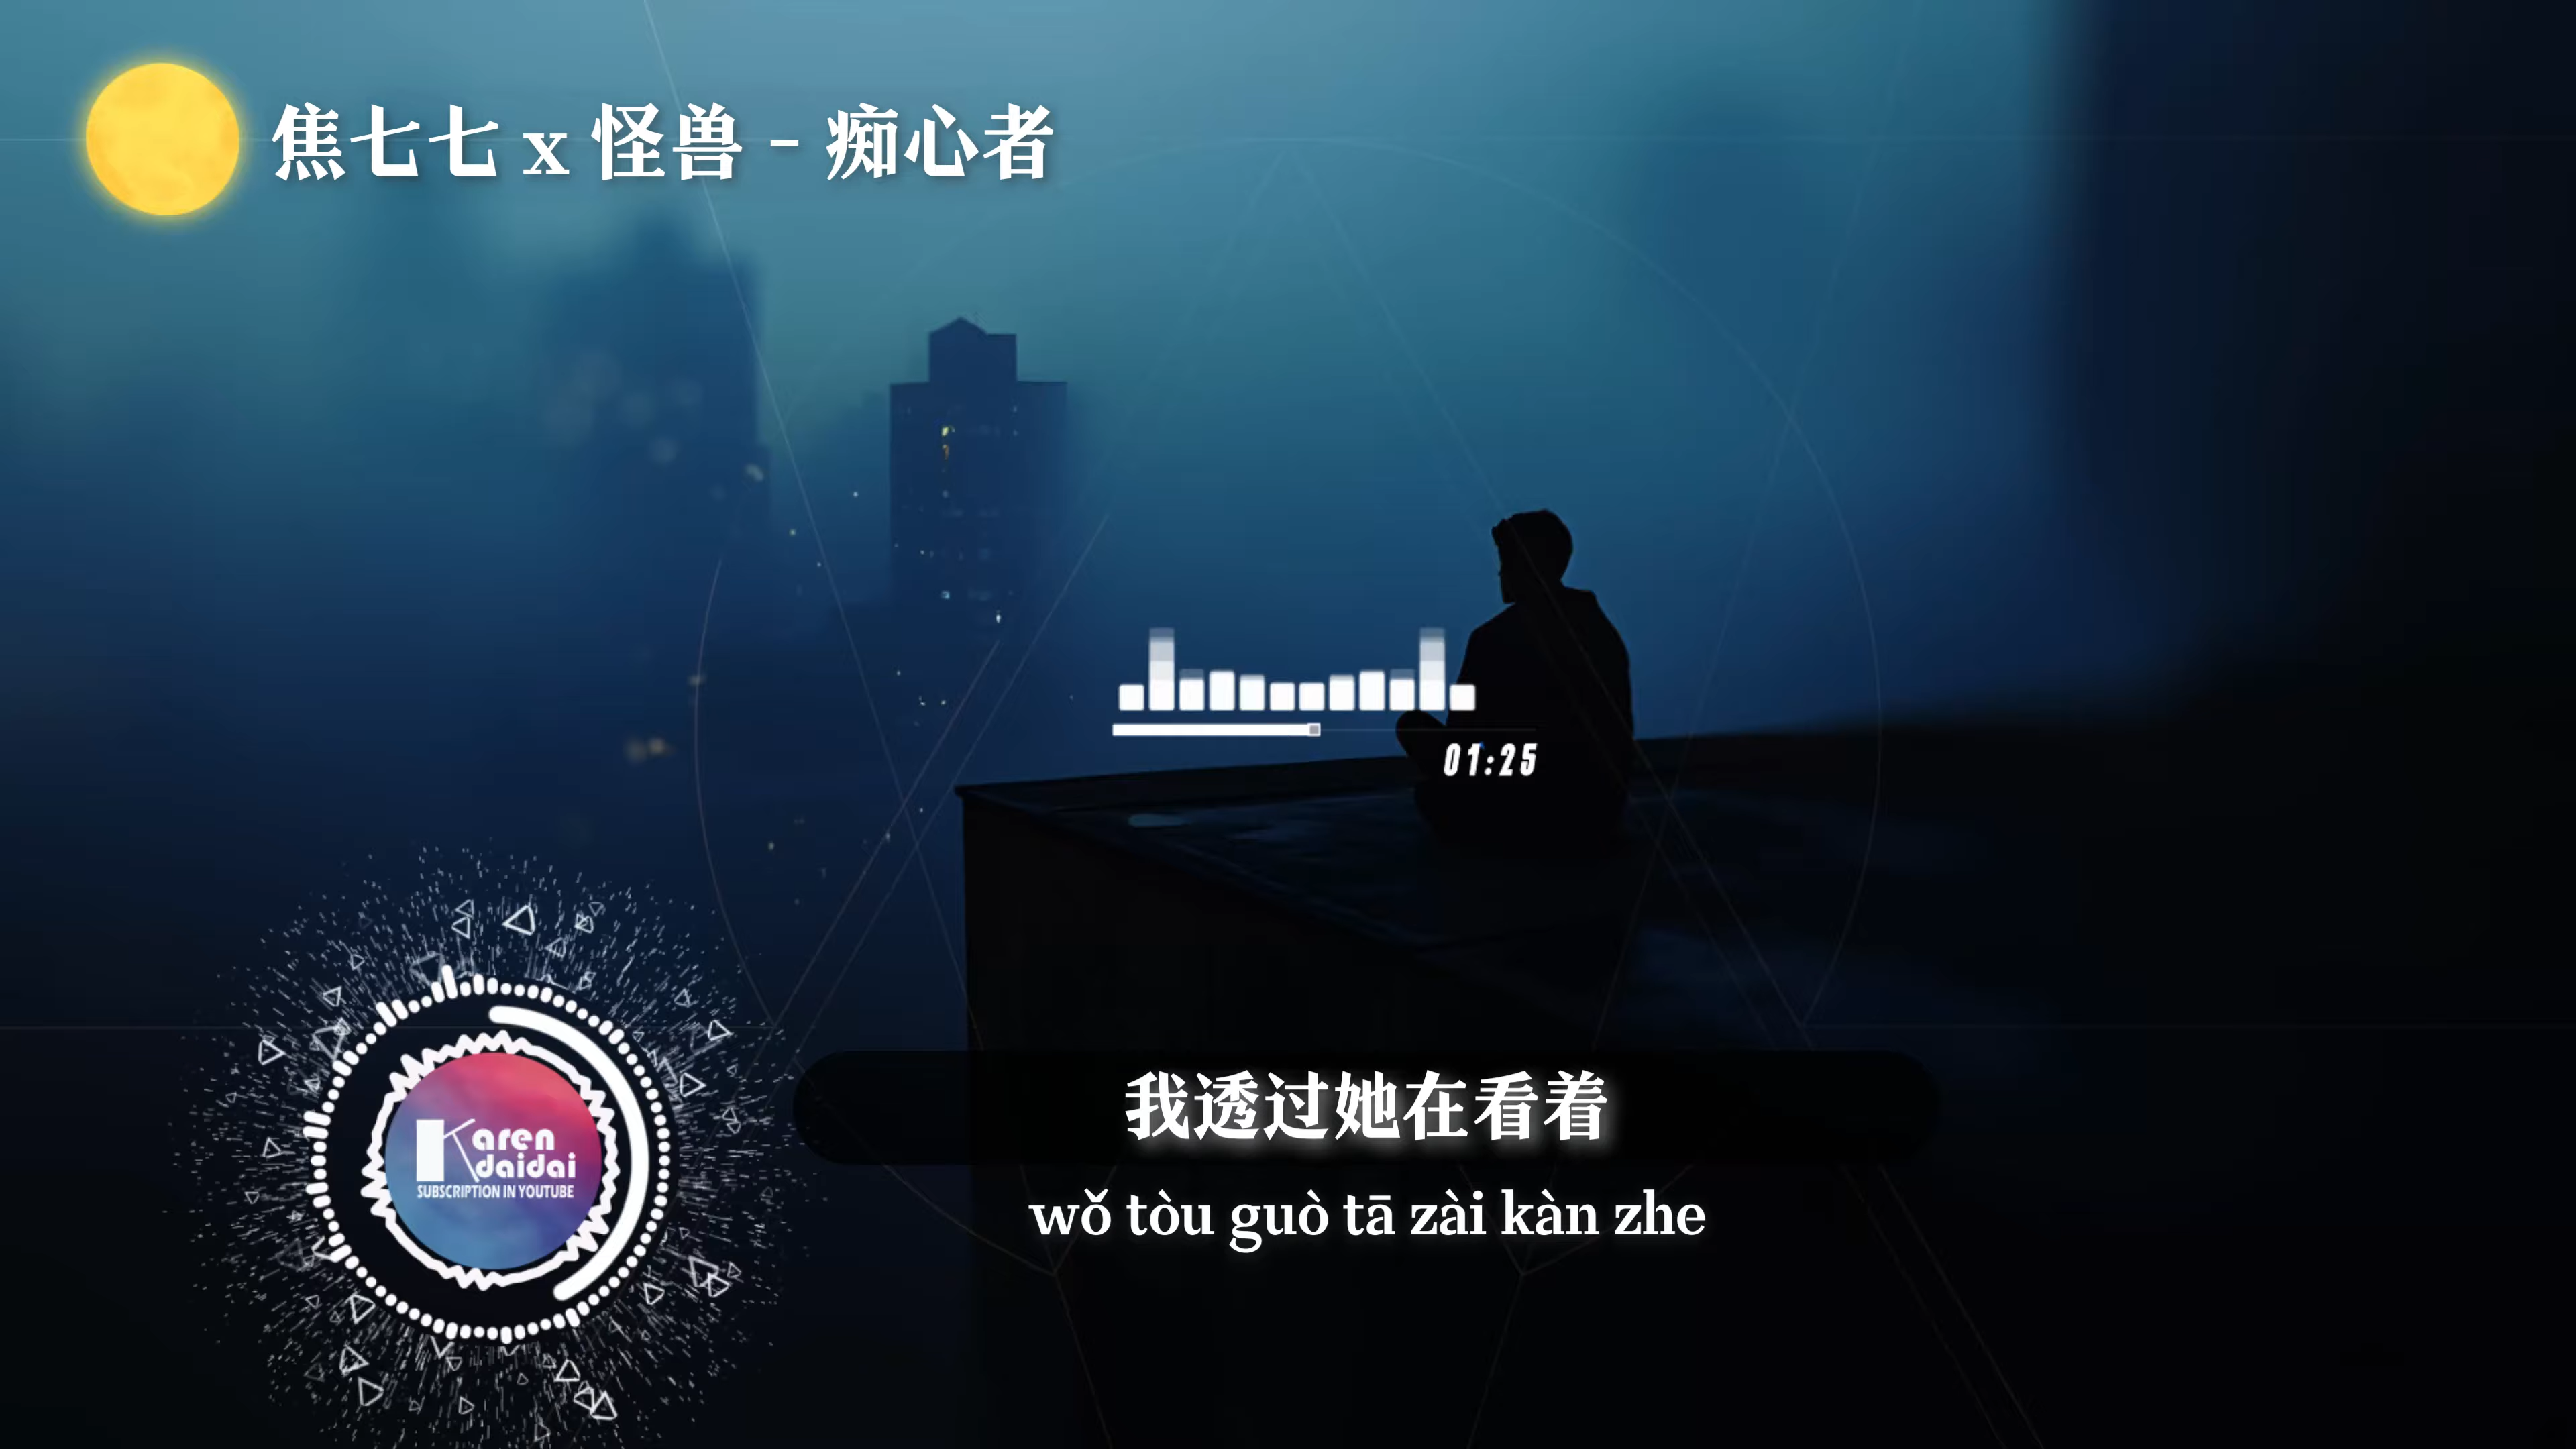 焦七七 x 怪兽 - 痴心者
01:25
Karen
daidai
SUBSCRIPTION IN YOUTUBE
我透过她在看着
wǒ tòu guò tā zài kàn zhe